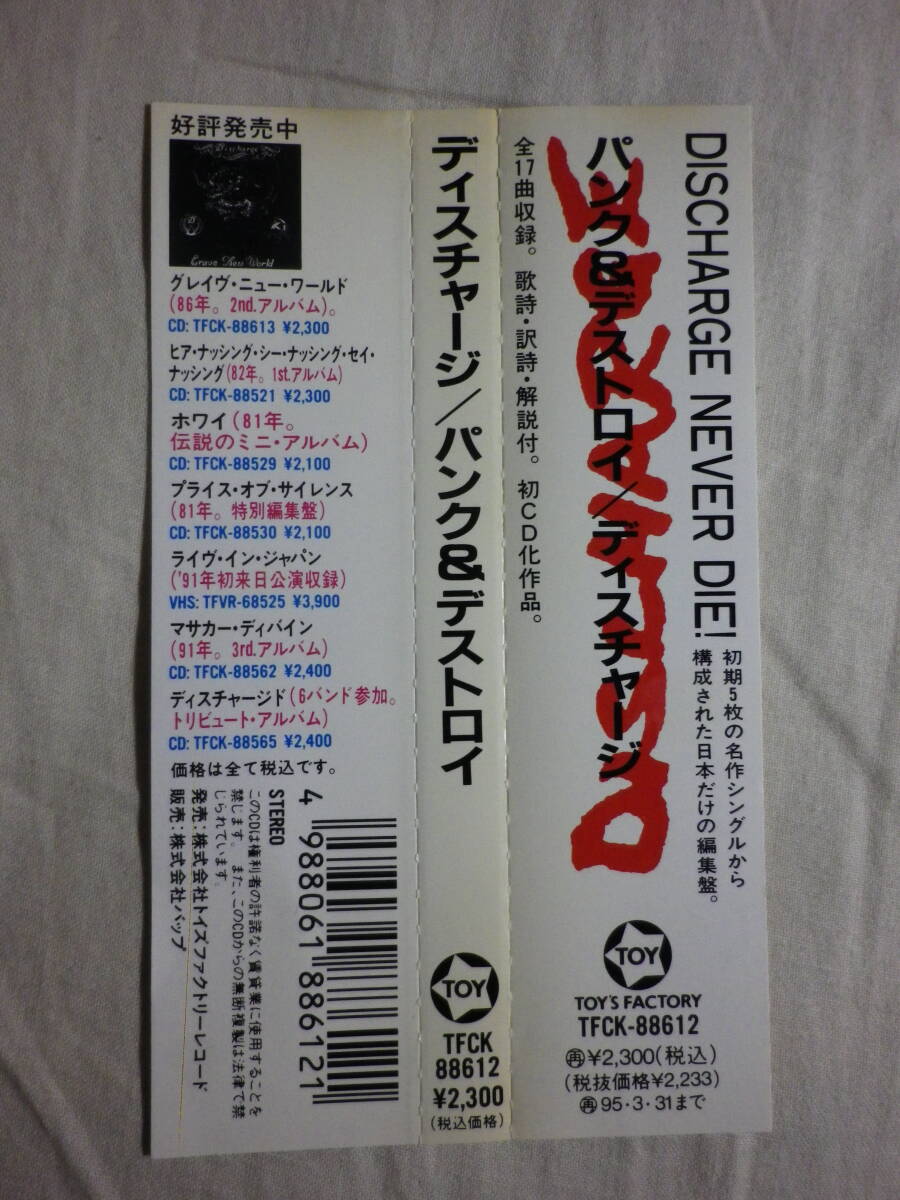 好評発売中
Discharge
Grave New World
グレイヴ・ニュー・ワールド
(86年。2nd.アルバム)。
CD: TFCK-88613 ¥2,300
ヒア・ナッシング・シー・ナッシング・セイ・
ナッシング(82年。1st.アルバム)
CD: TFCK-88521 ¥2,300
ホワイ(81年。
伝説のミニ・アルバム)
CD: TFCK-88529 ¥2,100
プライス・オブ・サイレンス
(81年。特別編集盤)
CD: TFCK-88530 ¥2,100
ライヴ・イン・ジャパン
('91年初来日公演収録)
VHS: TFVR-68525 ¥3,900
マサカー・ディバイン
(91年。3rd.アルバム)
CD: TFCK-88562 ¥2,400
ディスチャージド(6バンド参加。
トリビュート・アルバム)
CD: TFCK-88565 ¥2,400
価格は全て税込です。
4 988061 886121
STEREO
このCDは権利者の許諾なく賃貸業に使用することを
禁じます。また、このCDからの無断複製は法律で禁
じられています。
発売:株式会社トイズファクトリーレコード
販売:株式会社バップ
ディスチャージ/パンク&デストロイ
TOY
TFCK
88612
¥2,300
(税込価格)
DISCHARGE NEVER DIE!
初期5枚の名作シングルから
構成された日本だけの編集盤。
パンク&デストロイ/ディスチャージ
全17曲収録。歌詩・訳詩・解説付。初CD化作品。
TOY
TOY'S FACTORY
TFCK-88612
再¥2,300(税込)
(税抜価格¥2,233)
再95・3・31まで